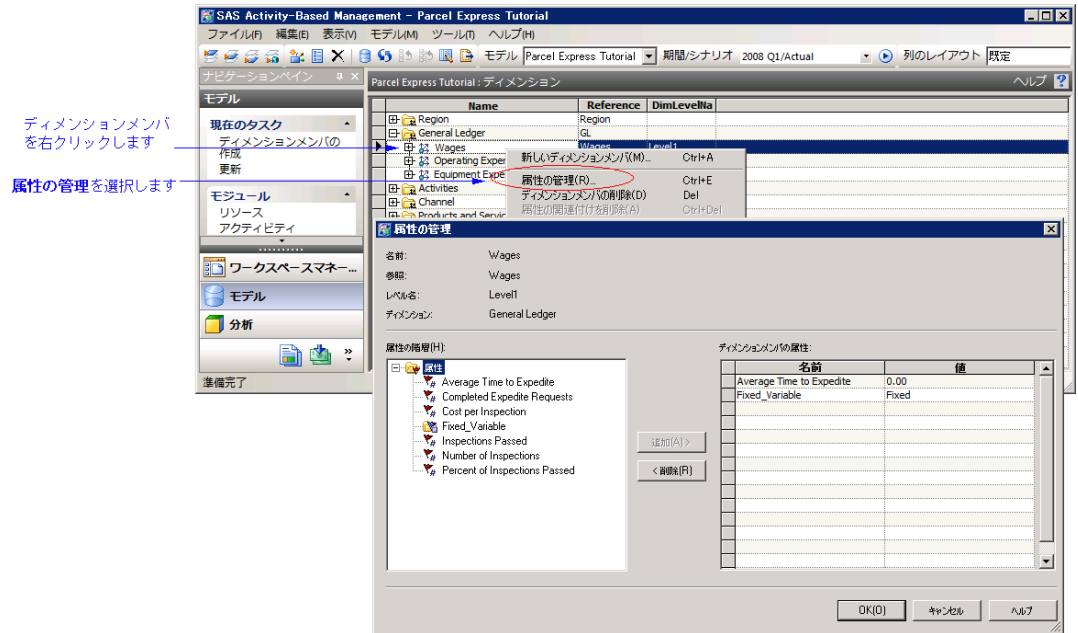 SAS Activity-Based Management - Parcel Express Tutorial
ファイル(F) 編集(E) 表示(V) モデル(M) ツール(T) ヘルプ(H)
モデル Parcel Express Tutorial 期間/シナリオ 2008 Q1/Actual 列のレイアウト 既定
ナビゲーションペイン
Parcel Express Tutorial : ディメンション
ヘルプ
モデル
現在のタスク
ディメンションメンバの
作成
更新
モジュール
リソース
アクティビティ
ワークスペースマネー...
モデル
分析
準備完了
ディメンションメンバ
を右クリックします
属性の管理を選択します
Name Reference DimLevelNa
Region Region
General Ledger GL
Wages Wages Level1
Operating Exper
Equipment Expe
Activities
Channel
Products and Servic
新しいディメンションメンバ(M)... Ctrl+A
属性の管理(R)... Ctrl+E
ディメンションメンバの削除(D) Del
属性の関連付けを削除(A) Ctrl+Del
属性の管理
名前: Wages
参照: Wages
レベル名: Level1
ディメンション: General Ledger
属性の階層(H):
属性
Average Time to Expedite
Completed Expedite Requests
Cost per Inspection
Fixed_Variable
Inspections Passed
Number of Inspections
Percent of Inspections Passed
追加(A) >
< 削除(R)
ディメンションメンバの属性:
名前 値
Average Time to Expedite 0.00
Fixed_Variable Fixed
OK(O) キャンセル ヘルプ